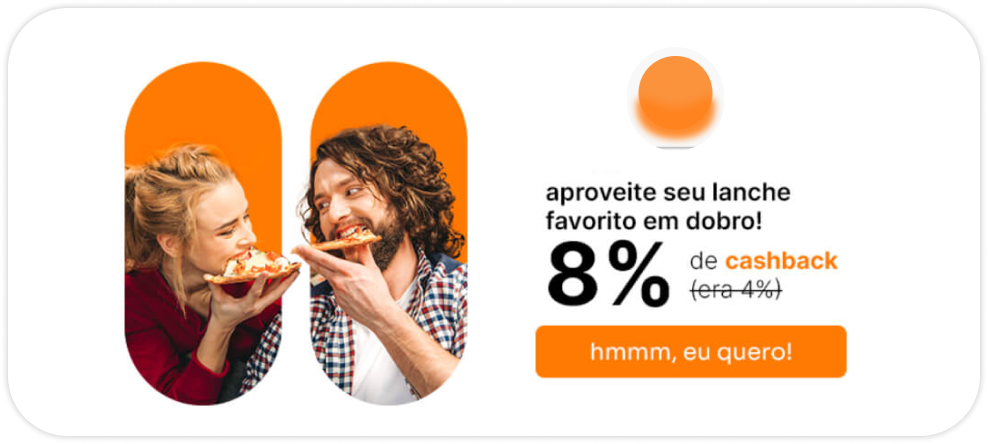 aproveite seu lanche
favorito em dobro!
8% de cashback
(era 4%)
hmmm, eu quero!